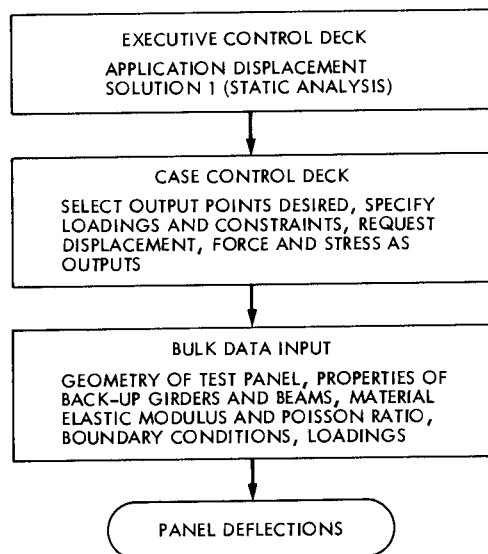 EXECUTIVE CONTROL DECK
APPLICATION DISPLACEMENT
SOLUTION 1 (STATIC ANALYSIS)
CASE CONTROL DECK
SELECT OUTPUT POINTS DESIRED, SPECIFY
LOADINGS AND CONSTRAINTS, REQUEST
DISPLACEMENT, FORCE AND STRESS AS
OUTPUTS
BULK DATA INPUT
GEOMETRY OF TEST PANEL, PROPERTIES OF
BACK-UP GIRDERS AND BEAMS, MATERIAL
ELASTIC MODULUS AND POISSON RATIO,
BOUNDARY CONDITIONS, LOADINGS
PANEL DEFLECTIONS